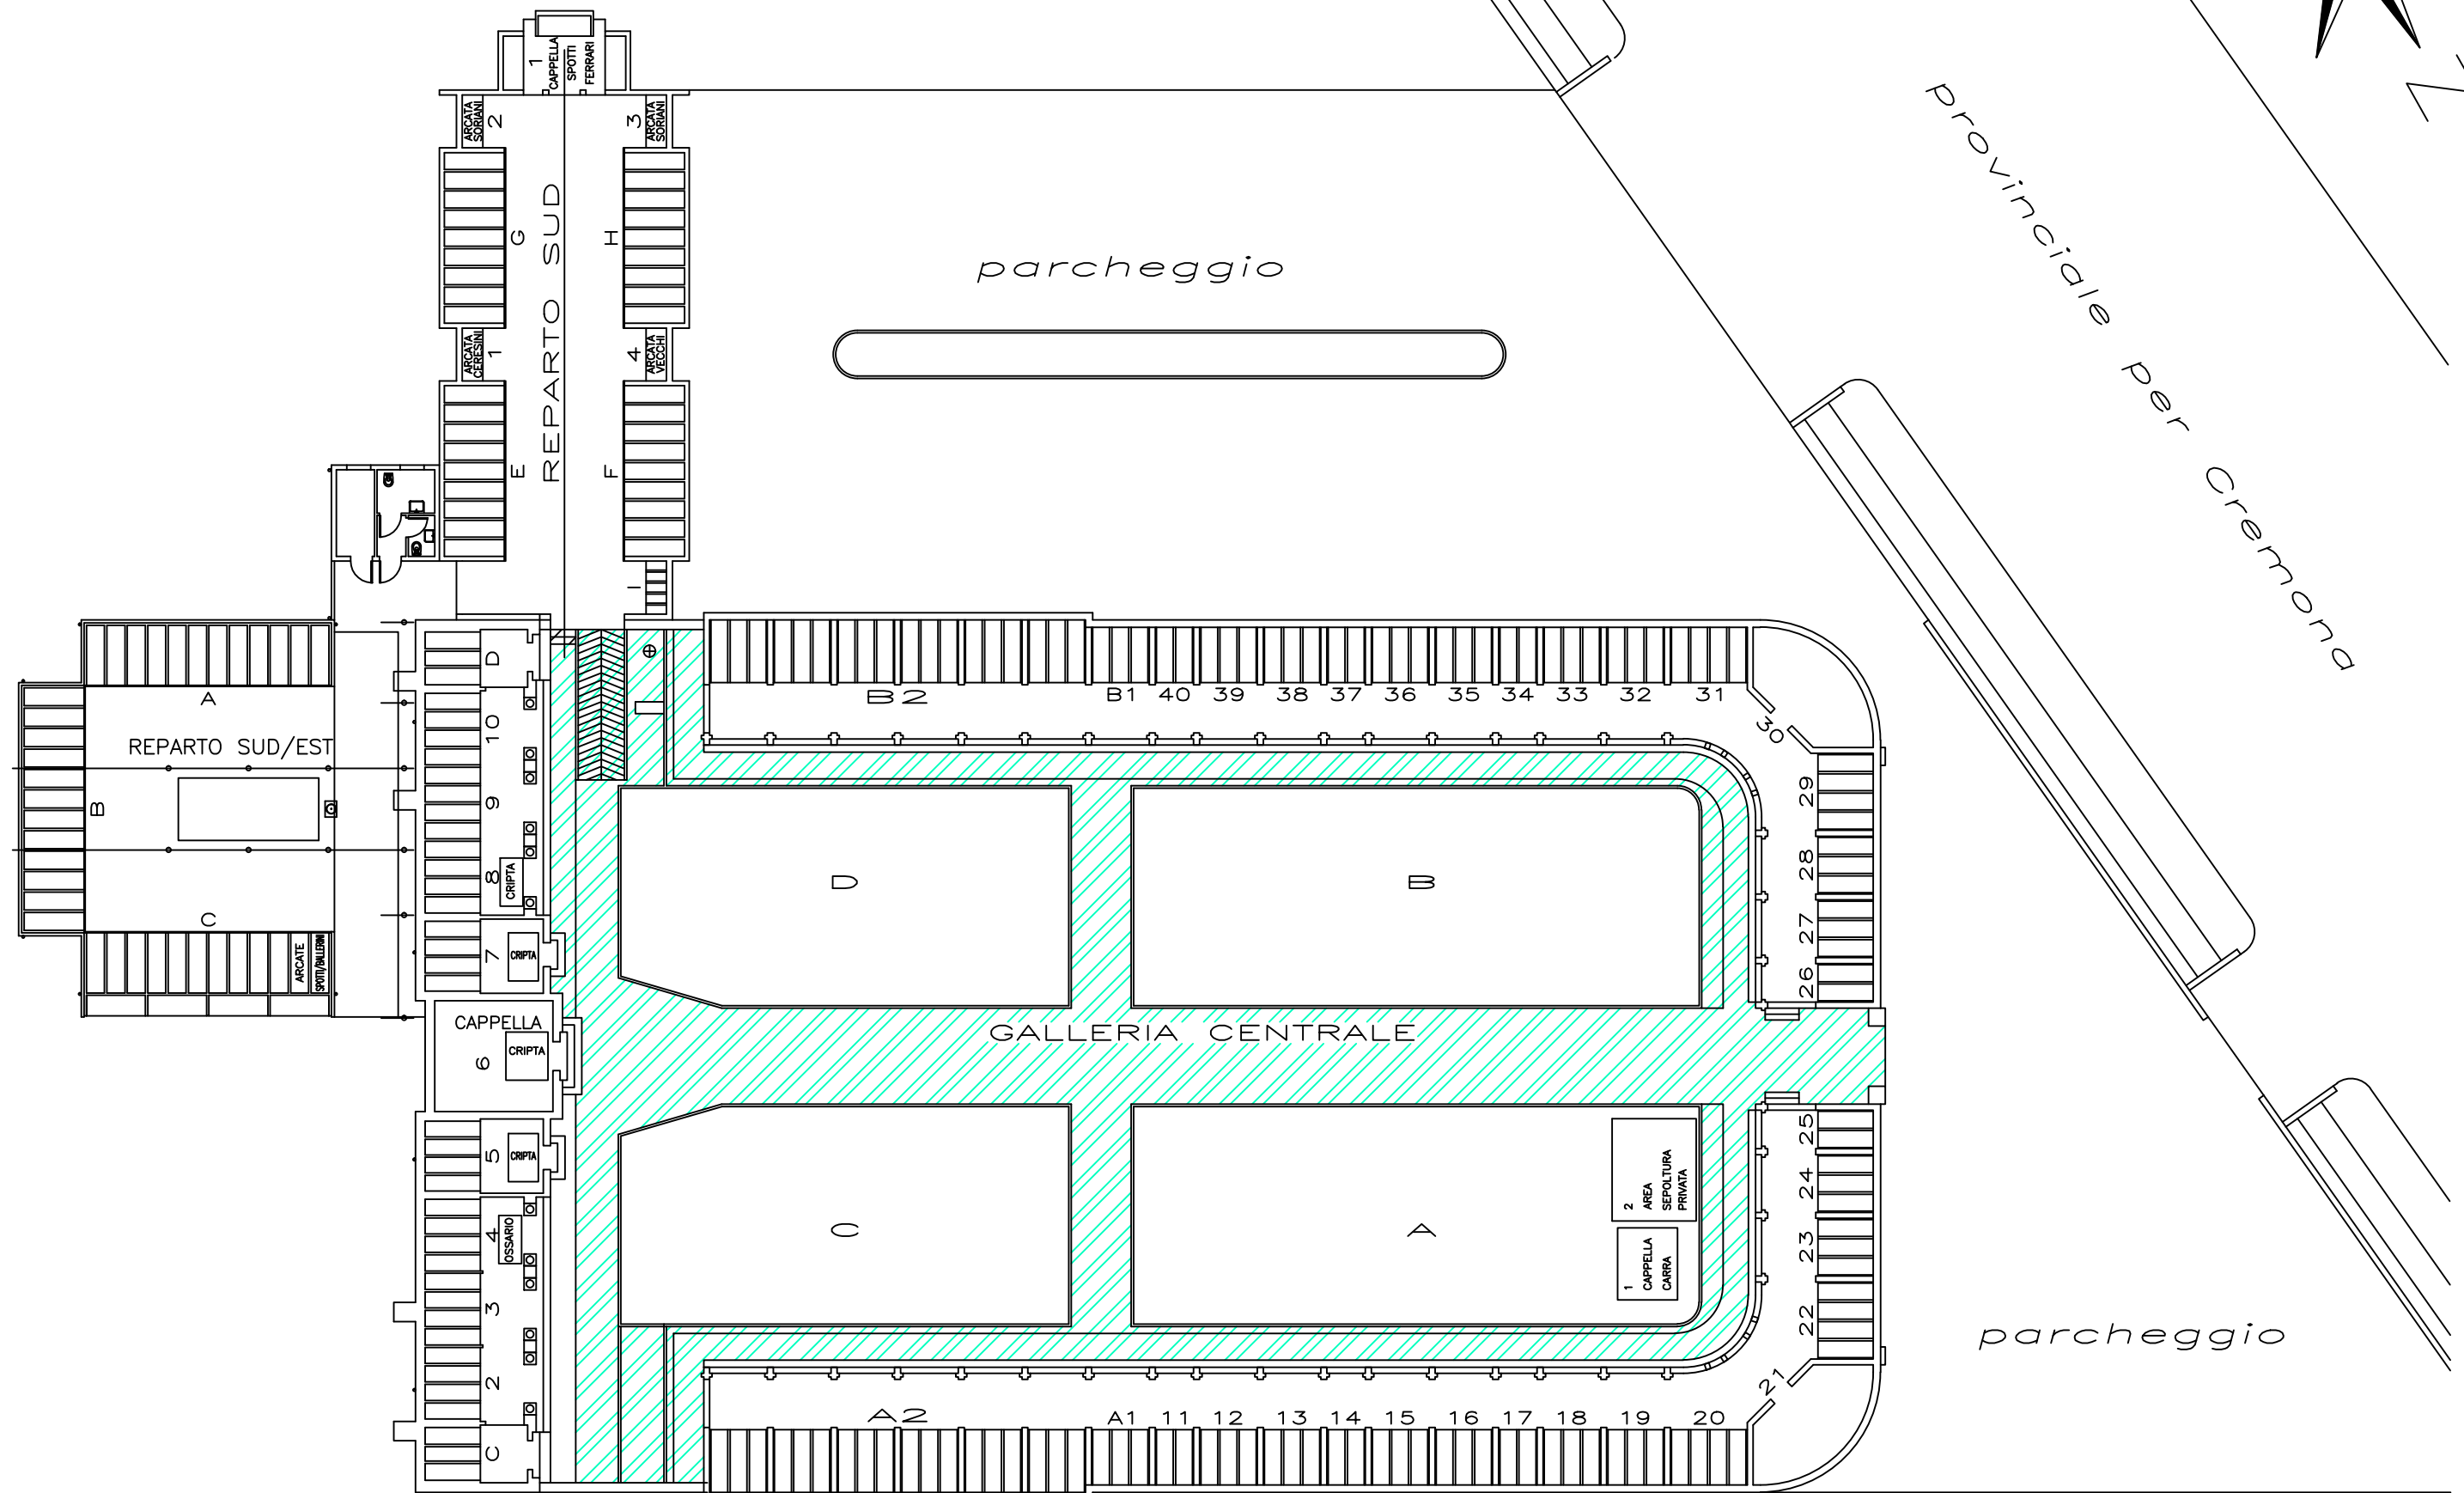 1
CAPPELLA
SPOTTI
FERRARI
ARCATA
SORIANI
2
3
ARCATA
SORIANI
G
REPARTO SUD
H
ARCATA
CERESINI
1
4
ARCATA
VECCHI
E
F
I
parcheggio
provinciale per Cremona
A
REPARTO SUD/EST
B
C
ARCATE
SPOTTI/BALLERINI
D
10
9
8
CRIPTA
7
CRIPTA
CAPPELLA
6
CRIPTA
5
CRIPTA
4
OSSARIO
3
2
C
B2
B1
40
39
38
37
36
35
34
33
32
31
30
29
28
27
26
D
B
GALLERIA CENTRALE
C
A
2
AREA
SEPOLTURA
PRIVATA
1
CAPPELLA
CARRA
25
24
23
22
21
A2
A1
11
12
13
14
15
16
17
18
19
20
parcheggio